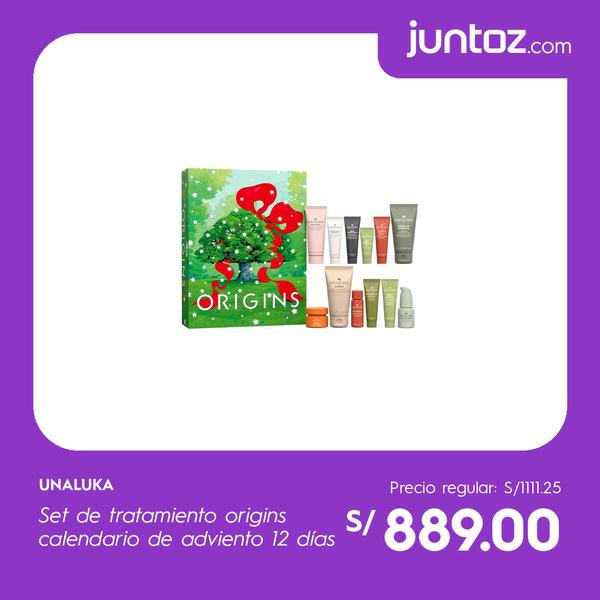 juntoz.com
ORIGINS
ORIGINS
UNALUKA
Set de tratamiento origins
calendario de adviento 12 días
Precio regular: S/1111.25
S/ 889.00